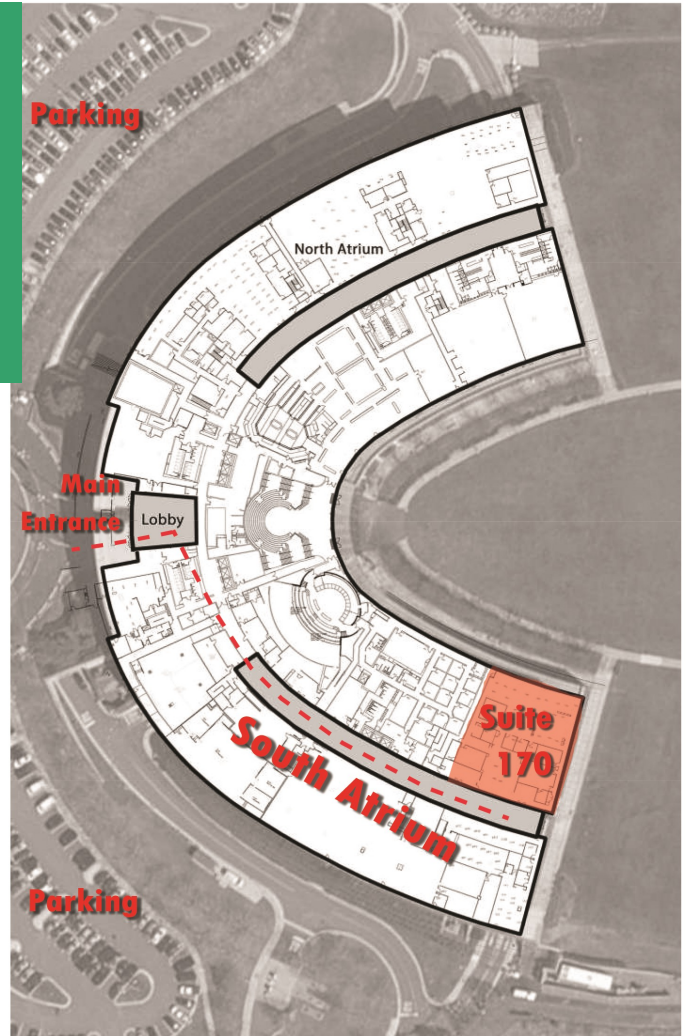 Parking
North Atrium
Main
Entrance
Lobby
Suite
170
South Atrium
Parking